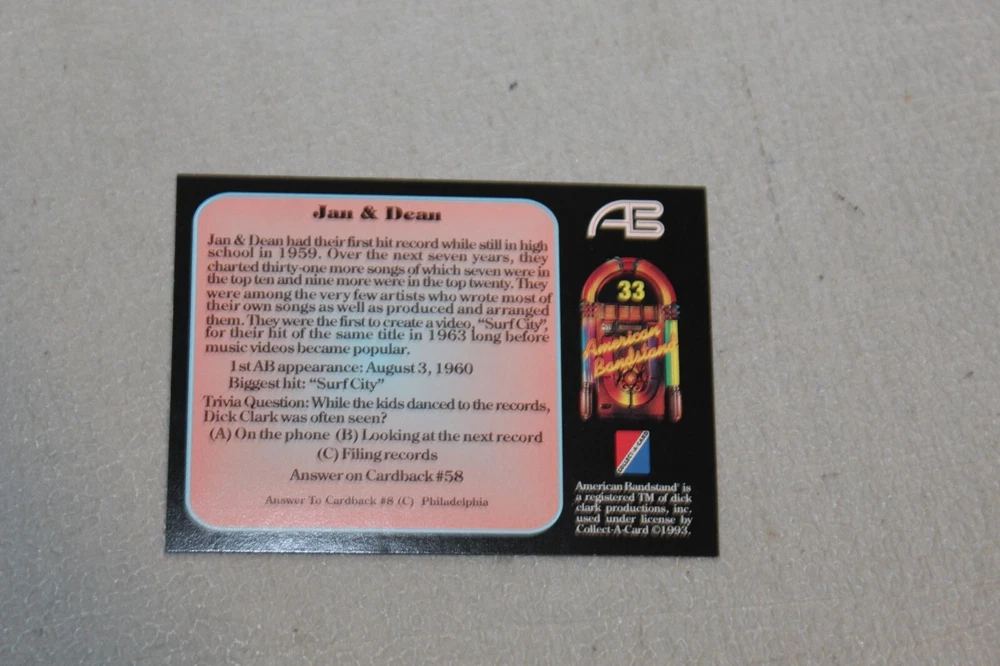 Jan & Dean
Jan & Dean had their first hit record while still in high
school in 1959. Over the next seven years, they
charted thirty-one more songs of which seven were in
the top ten and nine more were in the top twenty. They
were among the very few artists who wrote most of
their own songs as well as produced and arranged
them. They were the first to create a video, "Surf City",
for their hit of the same title in 1963 long before
music videos became popular.
1st AB appearance: August 3, 1960
Biggest hit: "Surf City"
Trivia Question: While the kids danced to the records,
Dick Clark was often seen?
(A) On the phone (B) Looking at the next record
(C) Filing records
Answer on Cardback #58
Answer To Cardback #8 (C) Philadelphia
AB
33
American
Bandstand
COLLECT-A-CARD
American Bandstand® is
a registered TM of dick
clark productions, inc.
used under license by
Collect-A-Card ©1993.